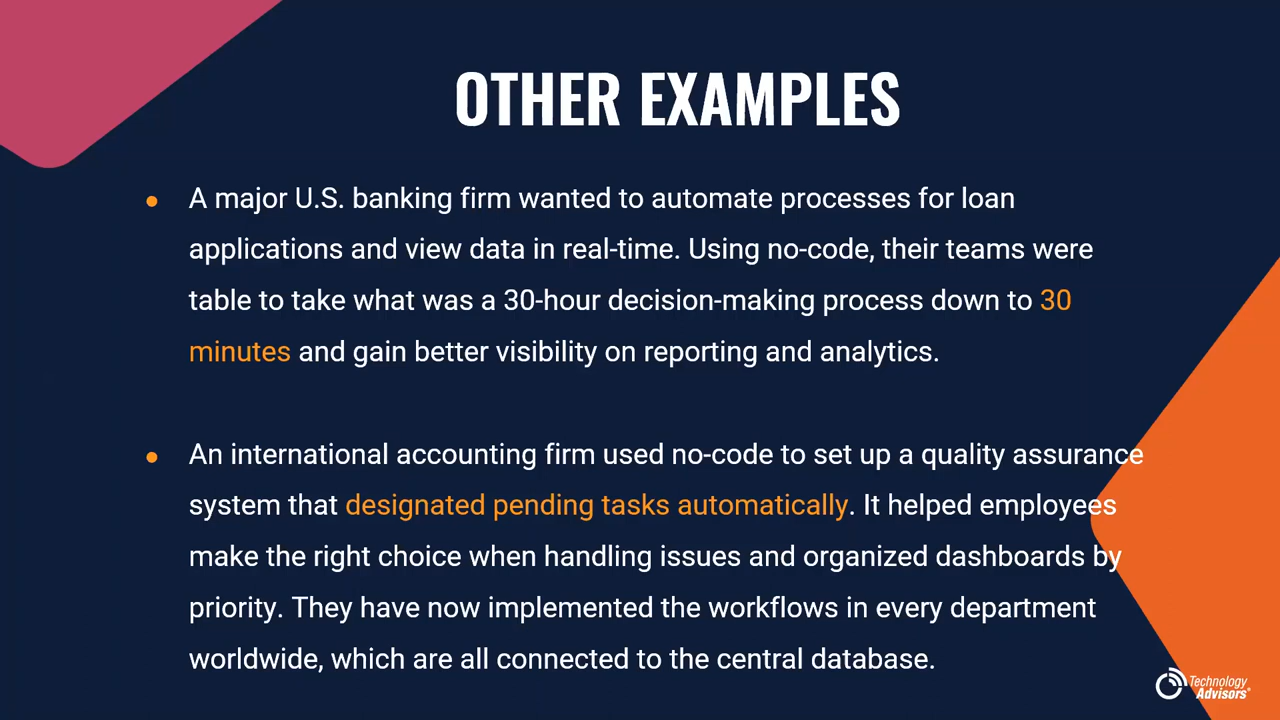 OTHER EXAMPLES
• A major U.S. banking firm wanted to automate processes for loan
applications and view data in real-time. Using no-code, their teams were
table to take what was a 30-hour decision-making process down to 30
minutes and gain better visibility on reporting and analytics.
• An international accounting firm used no-code to set up a quality assurance
system that designated pending tasks automatically. It helped employees
make the right choice when handling issues and organized dashboards by
priority. They have now implemented the workflows in every department
worldwide, which are all connected to the central database.
Technology
Advisors®